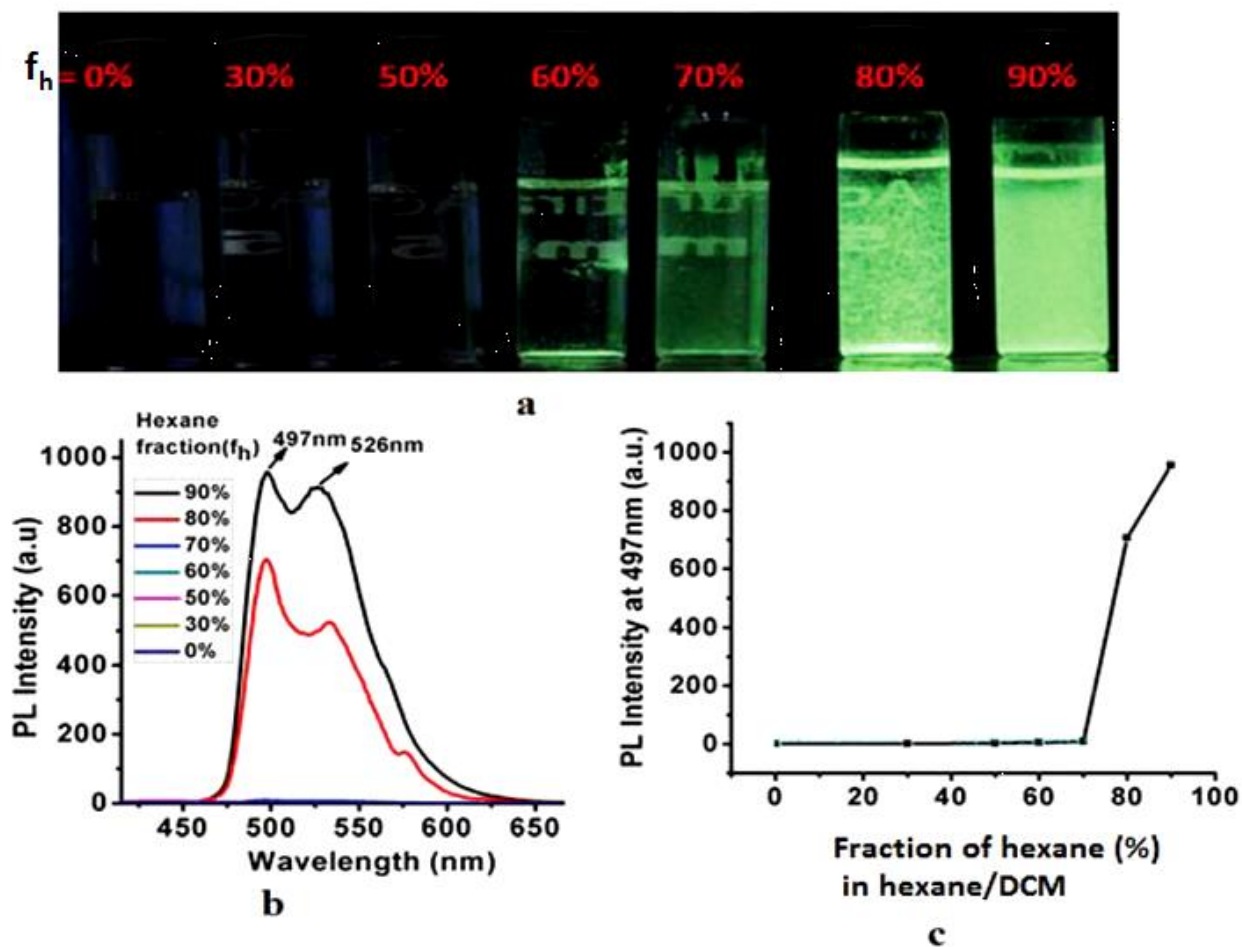 fh = 0% 30% 50% 60% 70% 80% 90%
a
Hexane
fraction(fh)
497nm 526nm
90%
80%
70%
60%
50%
30%
0%
1000
800
600
400
200
0
PL Intensity (a.u)
450 500 550 600 650
Wavelength (nm)
b
1000
800
600
400
200
0
PL Intensity at 497nm (a.u.)
0 20 40 60 80 100
Fraction of hexane (%)
in hexane/DCM
c